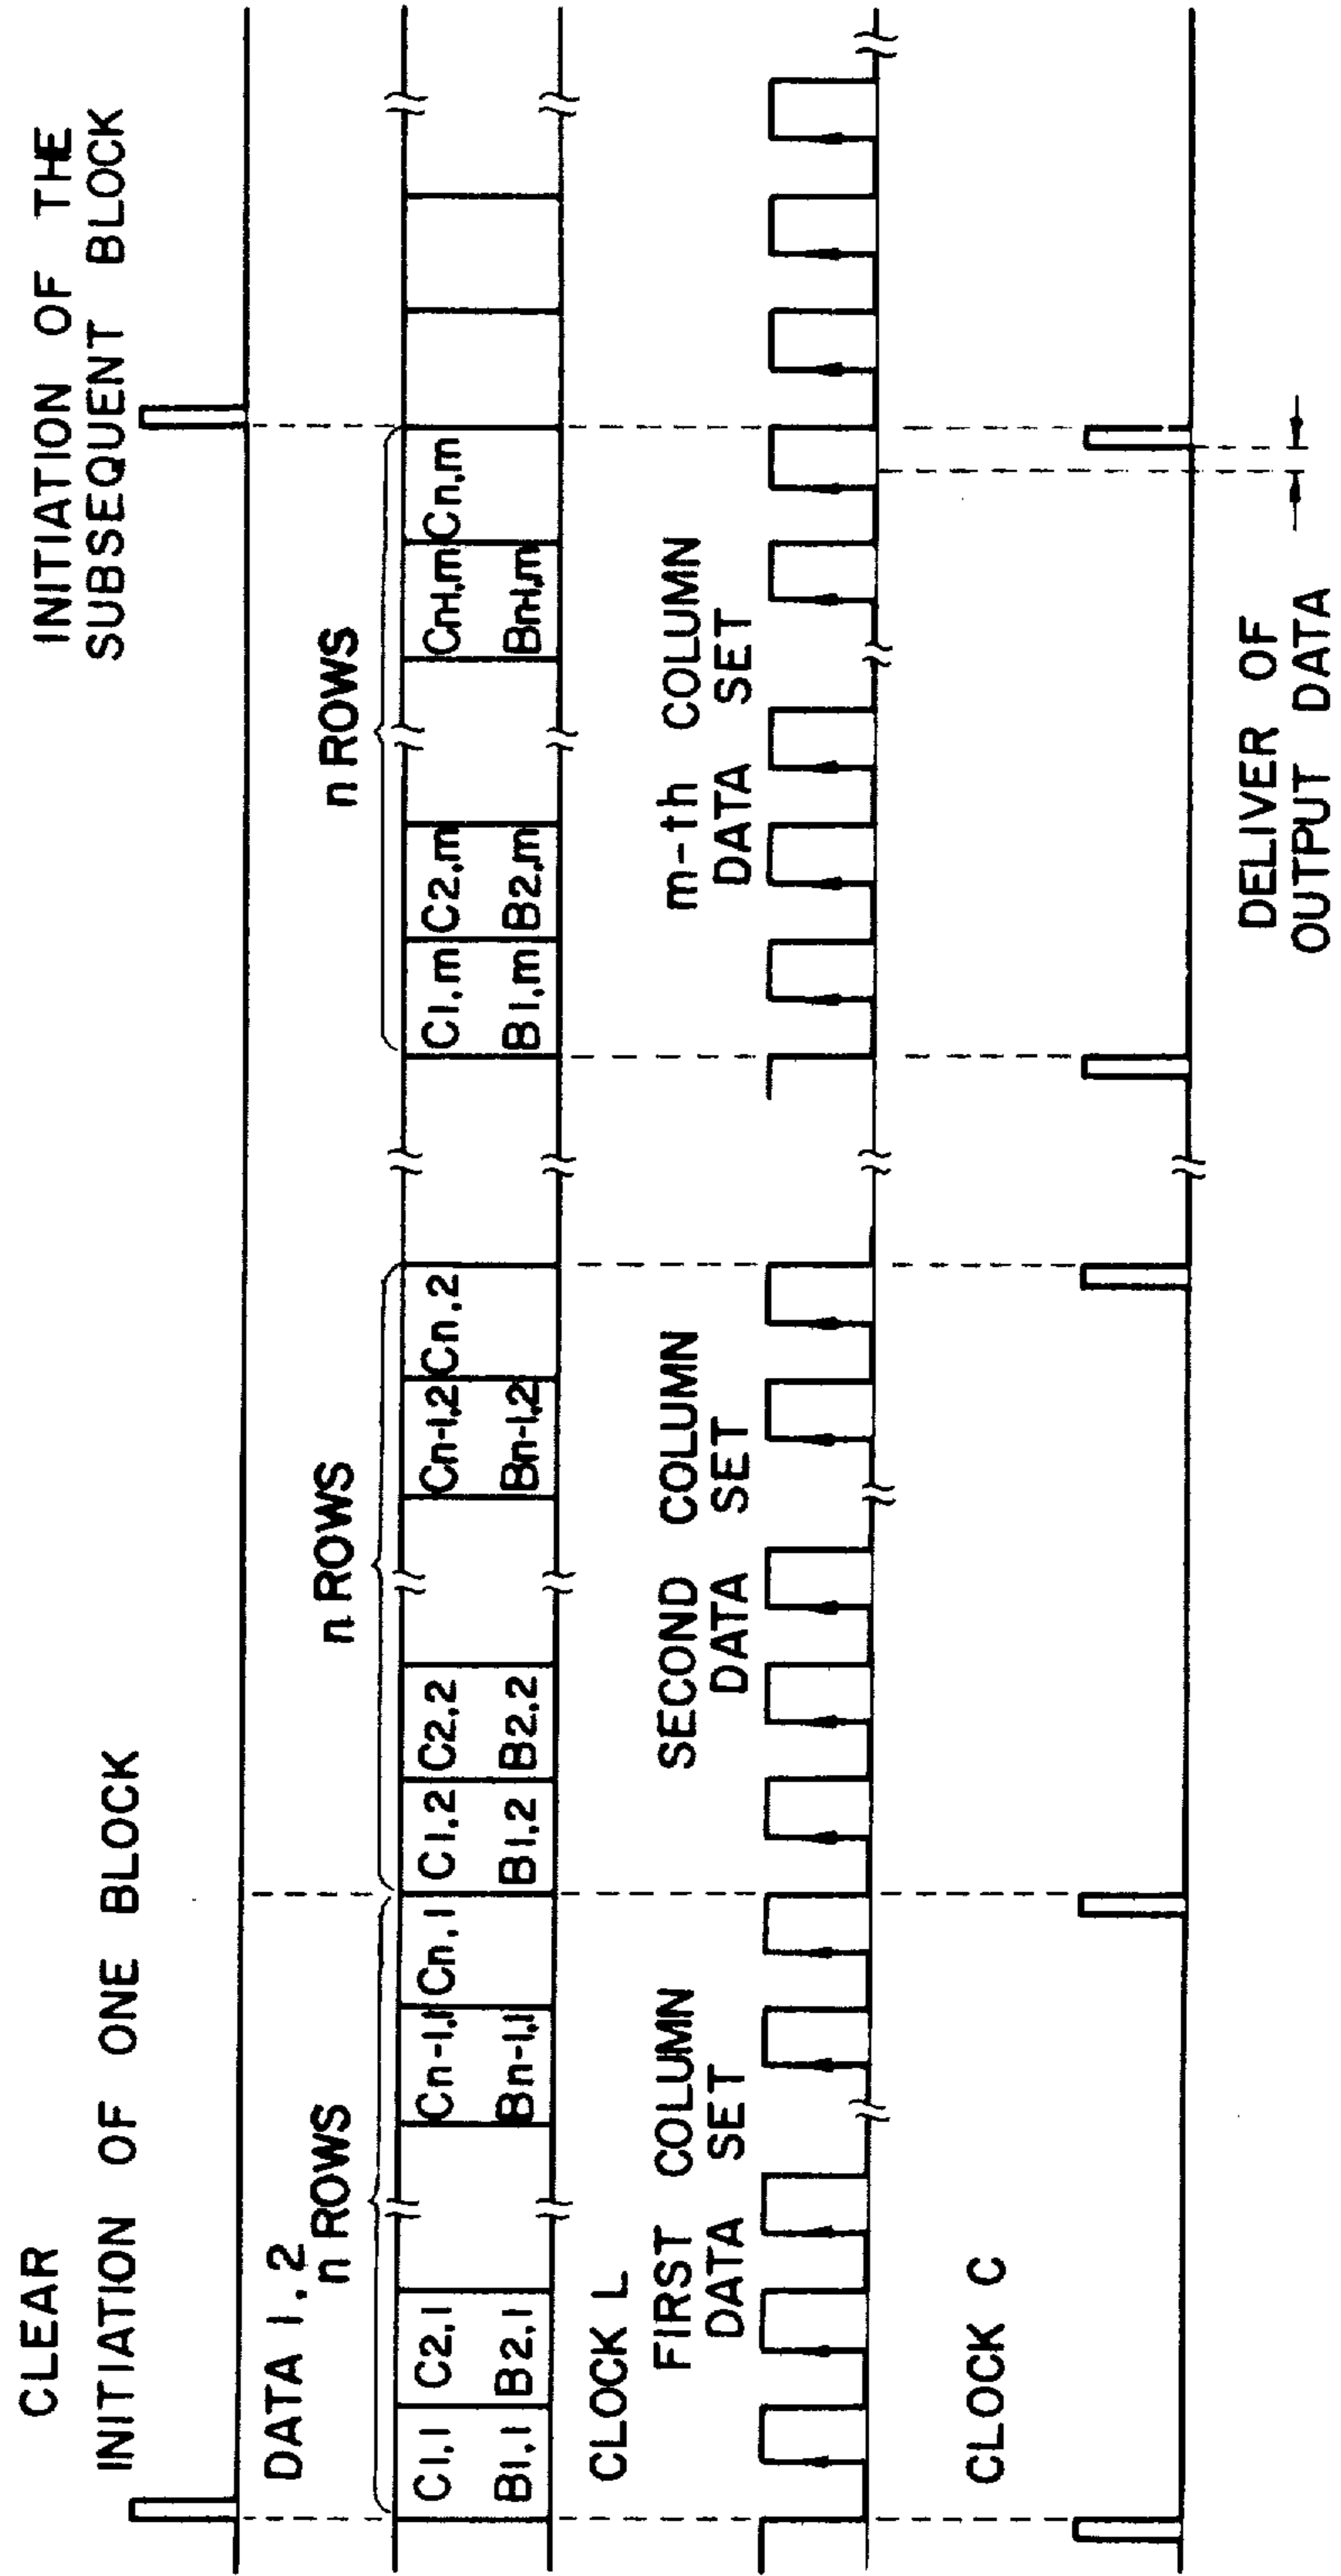 CLEAR
INITIATION OF ONE BLOCK
INITIATION OF THE
SUBSEQUENT BLOCK
DATA 1,2
n ROWS
n ROWS
n ROWS
C1,1 C2,1 Cn-1,1 Cn,1 C1,2 C2,2 Cn-1,2 Cn,2 C1,m C2,m Cn-1,m Cn,m
B1,1 B2,1 Bn-1,1 B1,2 B2,2 Bn-1,2 B1,m B2,m Bn-1,m
CLOCK L
FIRST COLUMN
DATA SET
SECOND COLUMN
DATA SET
m-th COLUMN
DATA SET
CLOCK C
DELIVER OF
OUTPUT DATA